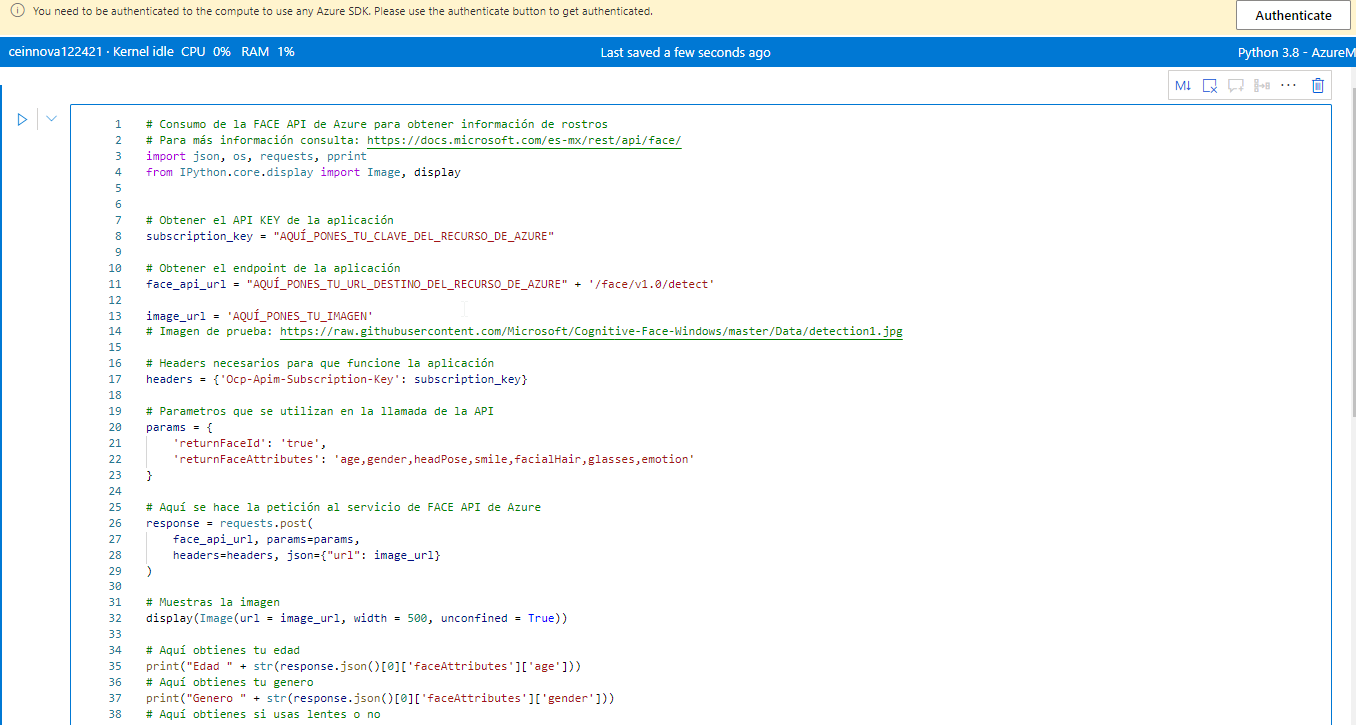 You need to be authenticated to the compute to use any Azure SDK. Please use the authenticate button to get authenticated.
Authenticate
ceinnova122421 · Kernel idle CPU 0% RAM 1%
Last saved a few seconds ago
Python 3.8 - AzureM
M↓
1 # Consumo de la FACE API de Azure para obtener información de rostros
2 # Para más información consulta: https://docs.microsoft.com/es-mx/rest/api/face/
3 import json, os, requests, pprint
4 from IPython.core.display import Image, display
5
6
7 # Obtener el API KEY de la aplicación
8 subscription_key = "AQUÍ_PONES_TU_CLAVE_DEL_RECURSO_DE_AZURE"
9
10 # Obtener el endpoint de la aplicación
11 face_api_url = "AQUÍ_PONES_TU_URL_DESTINO_DEL_RECURSO_DE_AZURE" + '/face/v1.0/detect'
12
13 image_url = 'AQUÍ_PONES_TU_IMAGEN'
14 # Imagen de prueba: https://raw.githubusercontent.com/Microsoft/Cognitive-Face-Windows/master/Data/detection1.jpg
15
16 # Headers necesarios para que funcione la aplicación
17 headers = {'Ocp-Apim-Subscription-Key': subscription_key}
18
19 # Parametros que se utilizan en la llamada de la API
20 params = {
21 'returnFaceId': 'true',
22 'returnFaceAttributes': 'age,gender,headPose,smile,facialHair,glasses,emotion'
23 }
24
25 # Aquí se hace la petición al servicio de FACE API de Azure
26 response = requests.post(
27 face_api_url, params=params,
28 headers=headers, json={"url": image_url}
29 )
30
31 # Muestras la imagen
32 display(Image(url = image_url, width = 500, unconfined = True))
33
34 # Aquí obtienes tu edad
35 print("Edad " + str(response.json()[0]['faceAttributes']['age']))
36 # Aquí obtienes tu genero
37 print("Genero " + str(response.json()[0]['faceAttributes']['gender']))
38 # Aquí obtienes si usas lentes o no